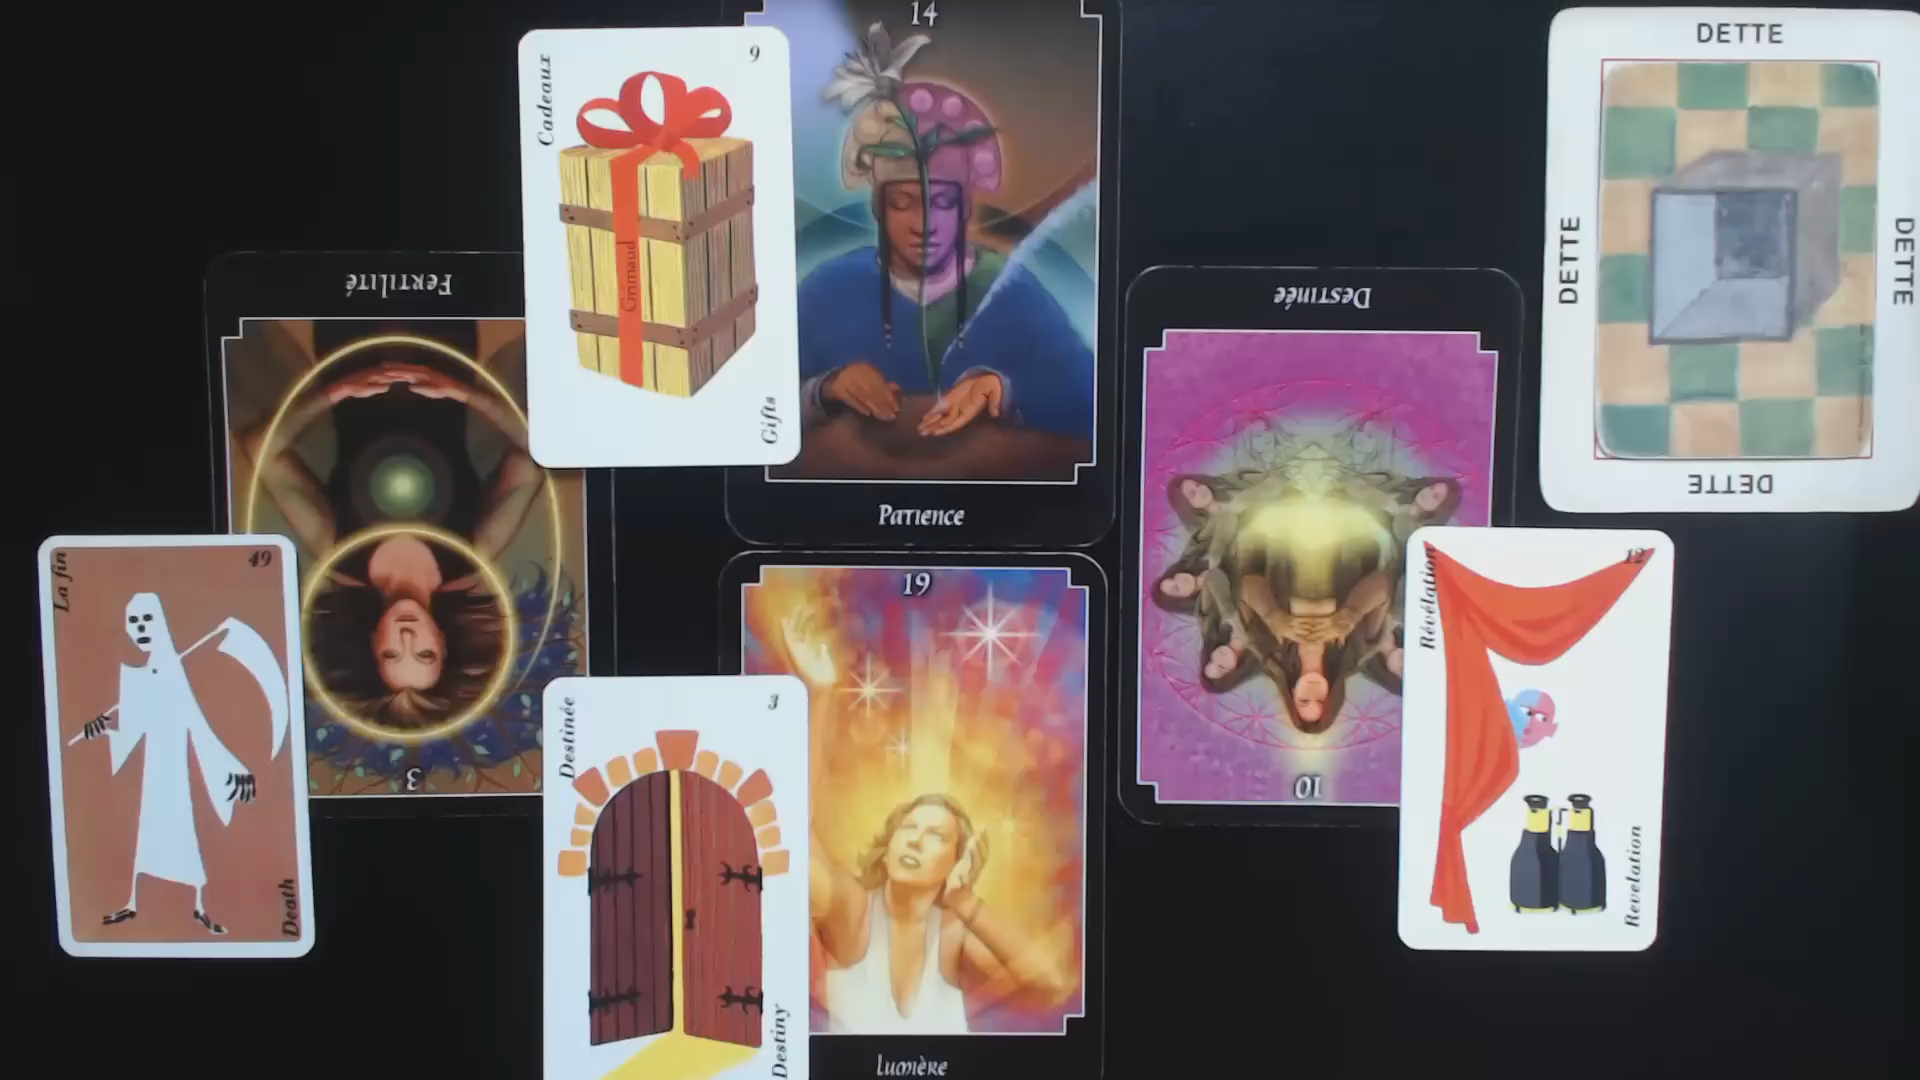 14
9
Cadeaux
Grimaud
Gifts
Patience
Fertilité
3
49
La fin
Death
19
Lumière
3
Destinée
Destiny
Destinée
10
12
Révélation
Revelation
DETTE
DETTE
DETTE
DETTE